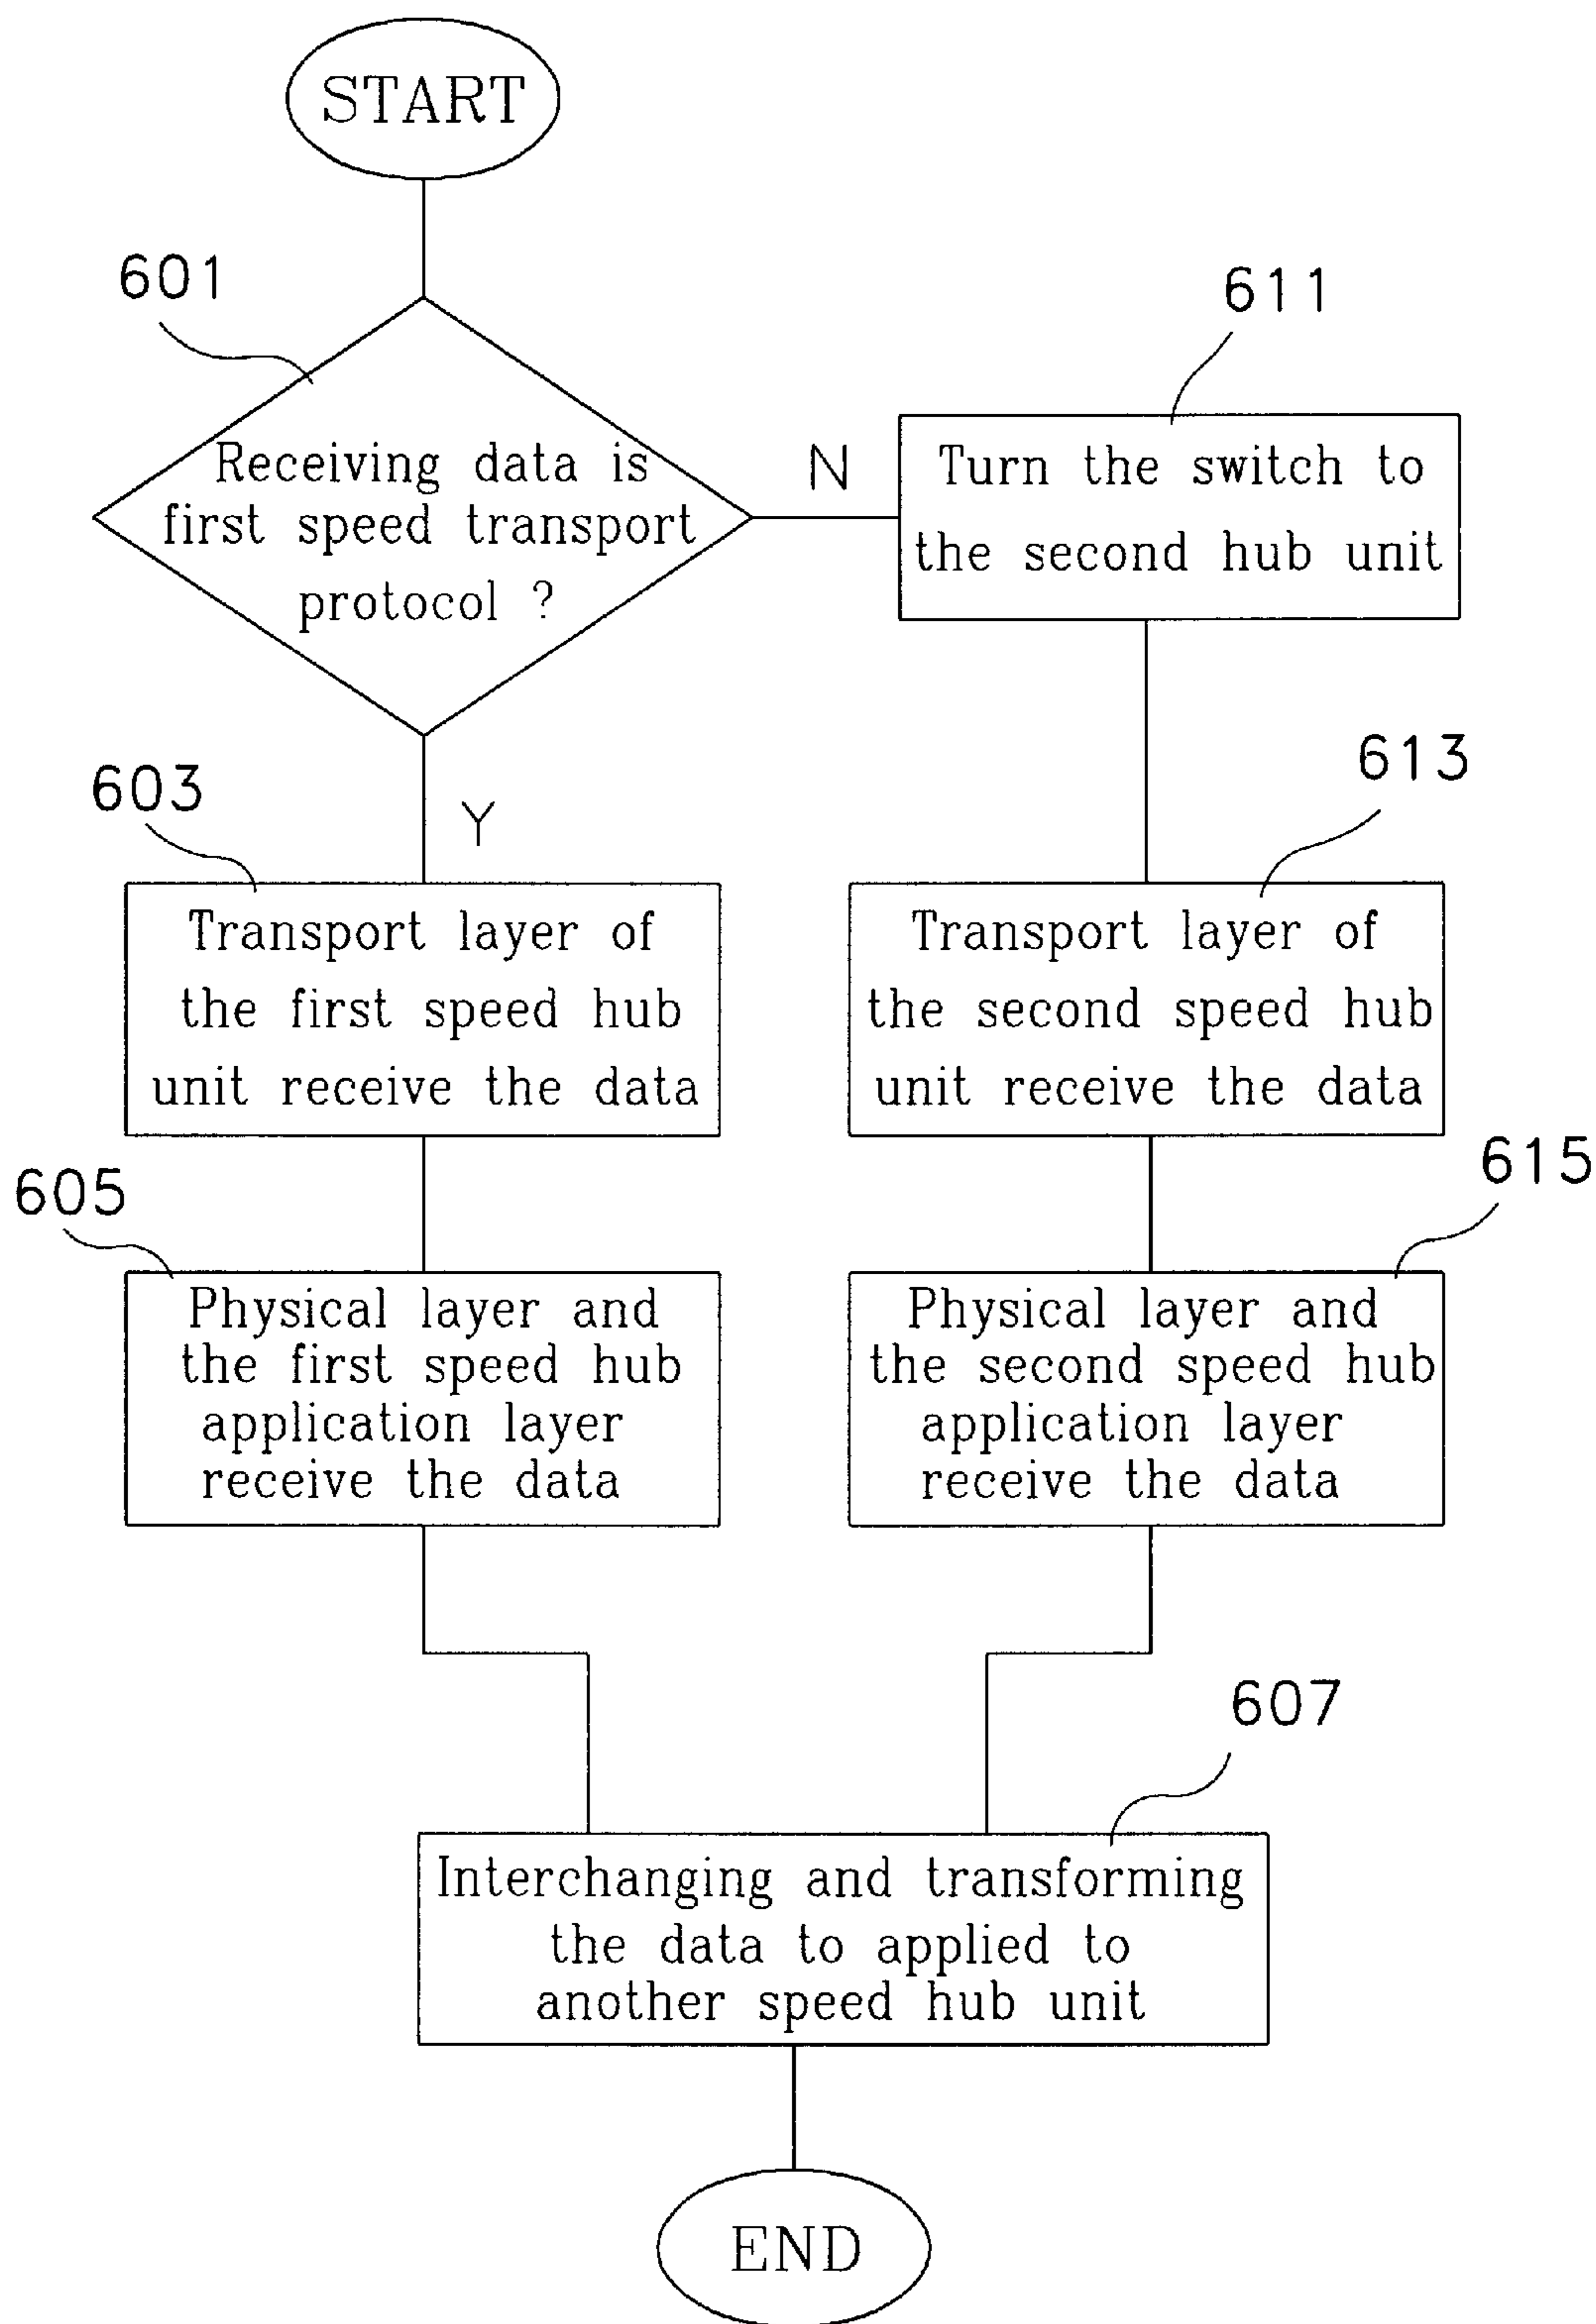 START
601
Receiving data is
first speed transport
protocol ?
N
611
Turn the switch to
the second hub unit
Y
603
Transport layer of
the first speed hub
unit receive the data
613
Transport layer of
the second speed hub
unit receive the data
605
Physical layer and
the first speed hub
application layer
receive the data
615
Physical layer and
the second speed hub
application layer
receive the data
607
Interchanging and transforming
the data to applied to
another speed hub unit
END